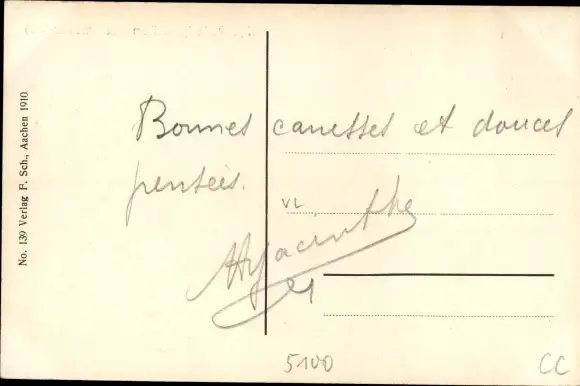 No. 139 Verlag F. Sch., Aachen 1910
Bonnes caresses et douces
pensées.
VL
Hyacinthe
5100
CC